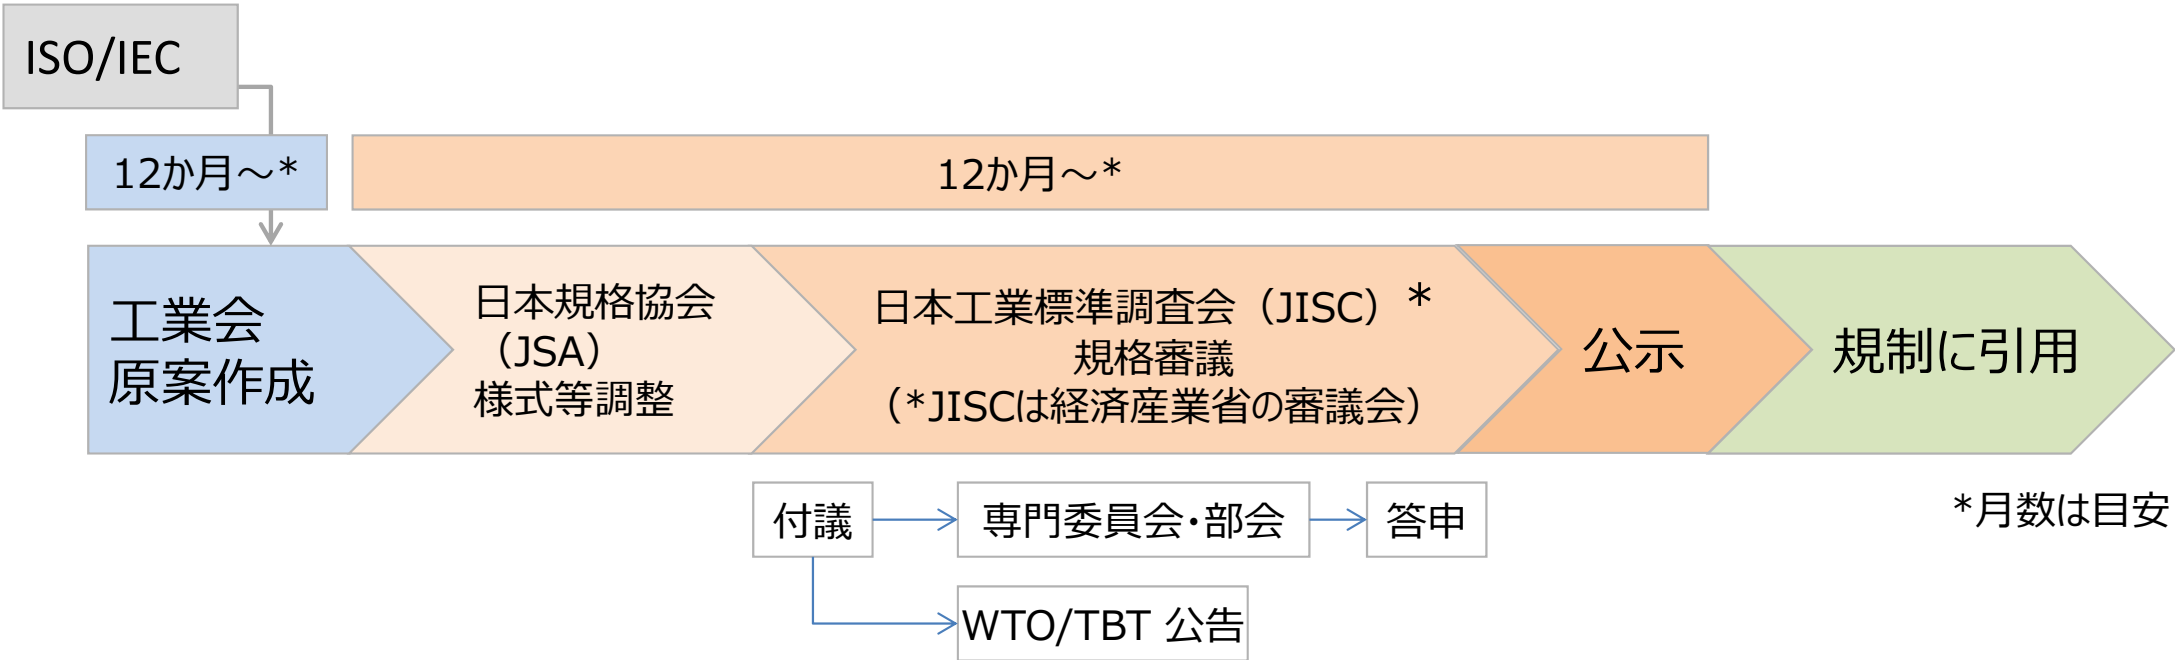 ISO/IEC
12か月～*
12か月～*
工業会
原案作成
日本規格協会
（JSA）
様式等調整
日本工業標準調査会（JISC）*
規格審議
（*JISCは経済産業省の審議会）
公示
規制に引用
付議
専門委員会・部会
答申
*月数は目安
WTO/TBT 公告